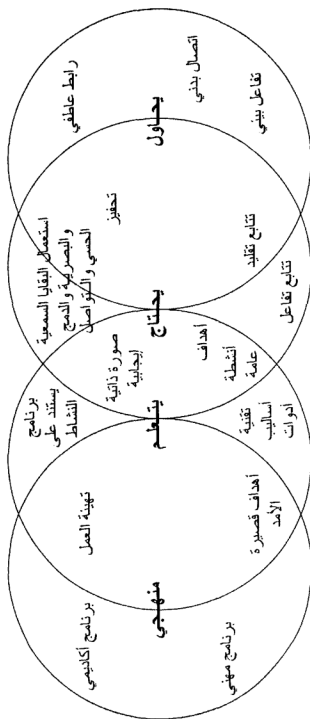 رابط عاطفي
اتصال بدني
تفاعل بيني
يحاول
تحفيز
تتابع تقليد
استعمال البقايا السمعية
والبصرية والدمج
الحسي والتواصل
يحتاج
تتابع تفاعل
صورة ذاتية
إيجابية
أهداف
أنشطة
عامة
برنامج
يستند على
النشاط
يتعلم
أدوات
أساليب
تقنية
تهيئة العمل
أهداف قصيرة
الأمد
منهجي
برنامج أكاديمي
برنامج مهني